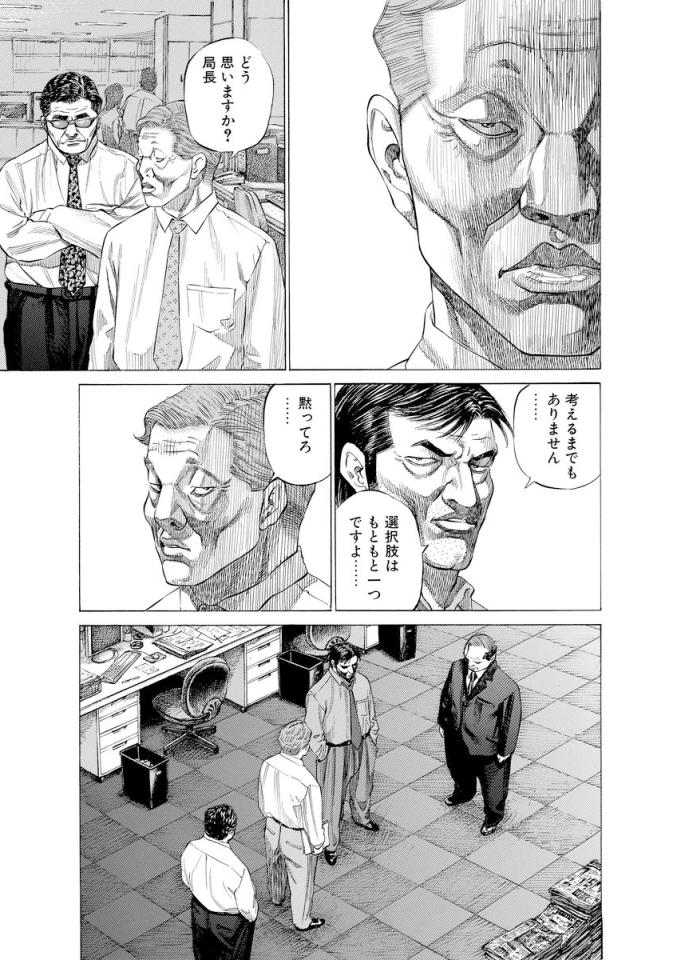 どう
思いますか?
局長
考えるまでも
ありません
……
選択肢は
もともと一つ
ですよ……
黙ってろ
……